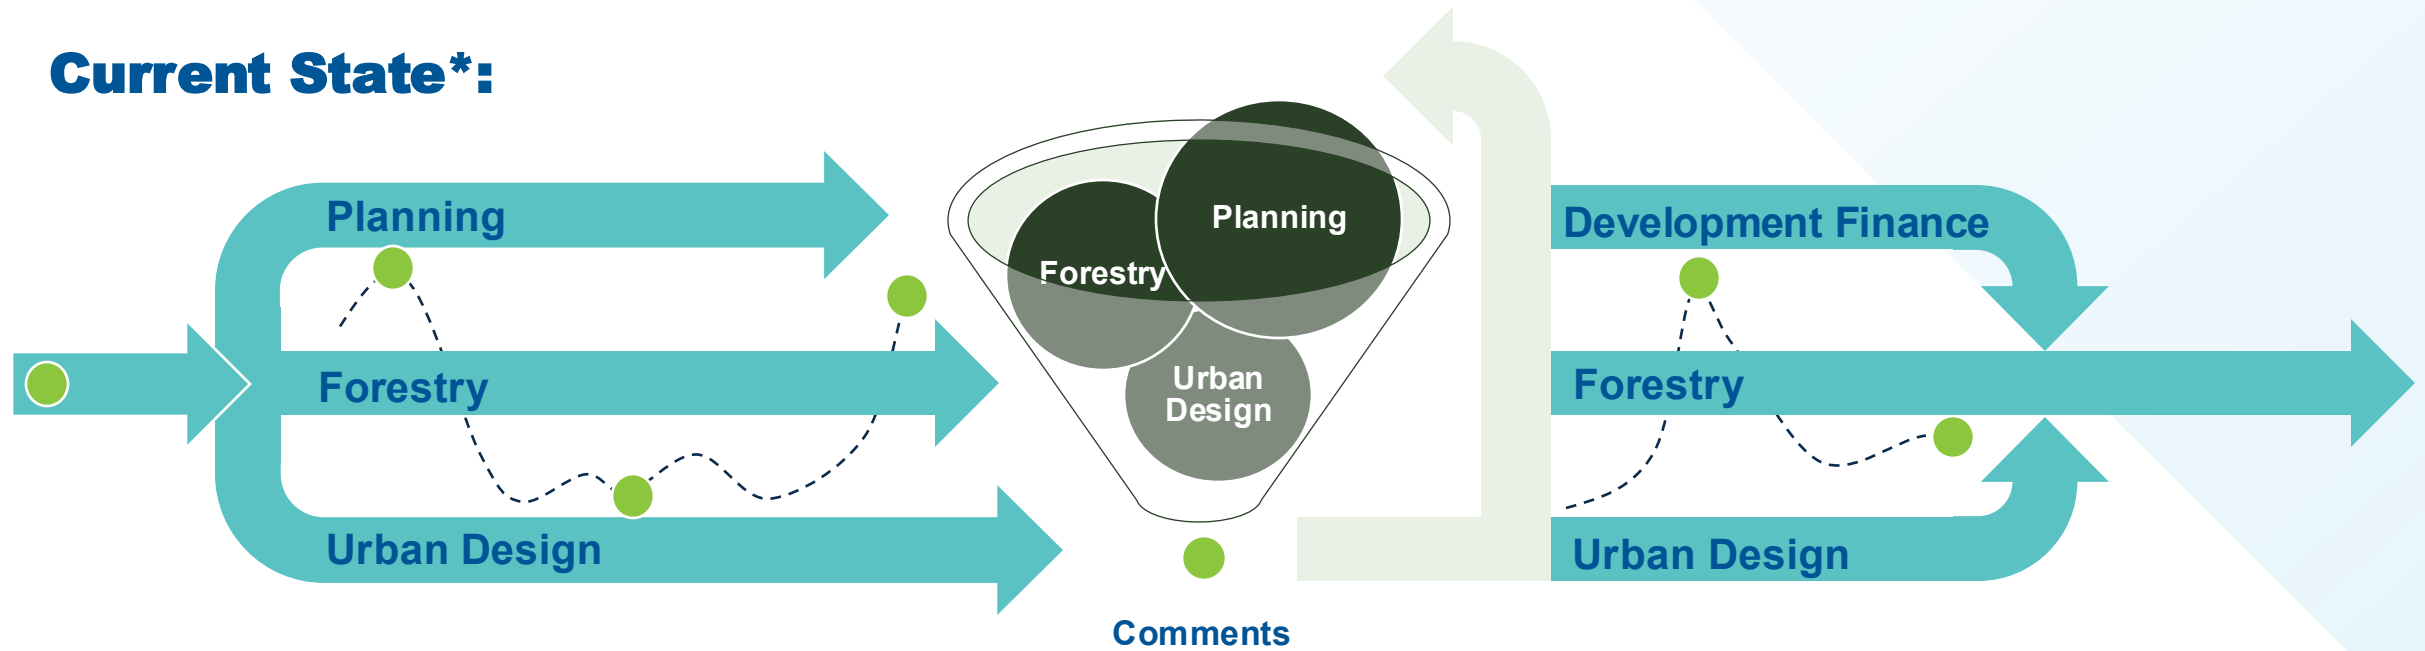 Current State*:
Planning
Forestry
Urban Design
Planning
Forestry
Urban
Design
Comments
Development Finance
Forestry
Urban Design